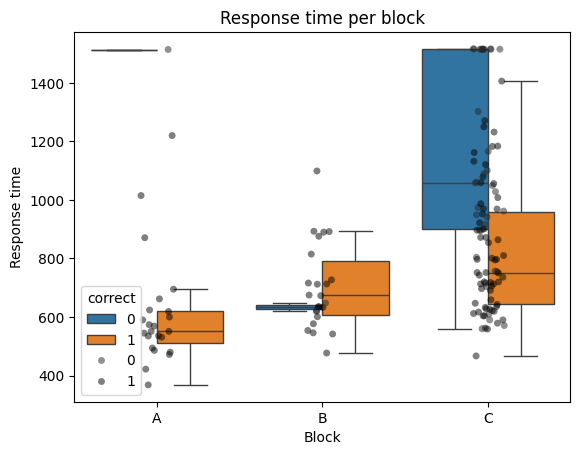 Response time per block
1400
1200
1000
800
600
400
Response time
correct
0
1
0
1
A
B
C
Block